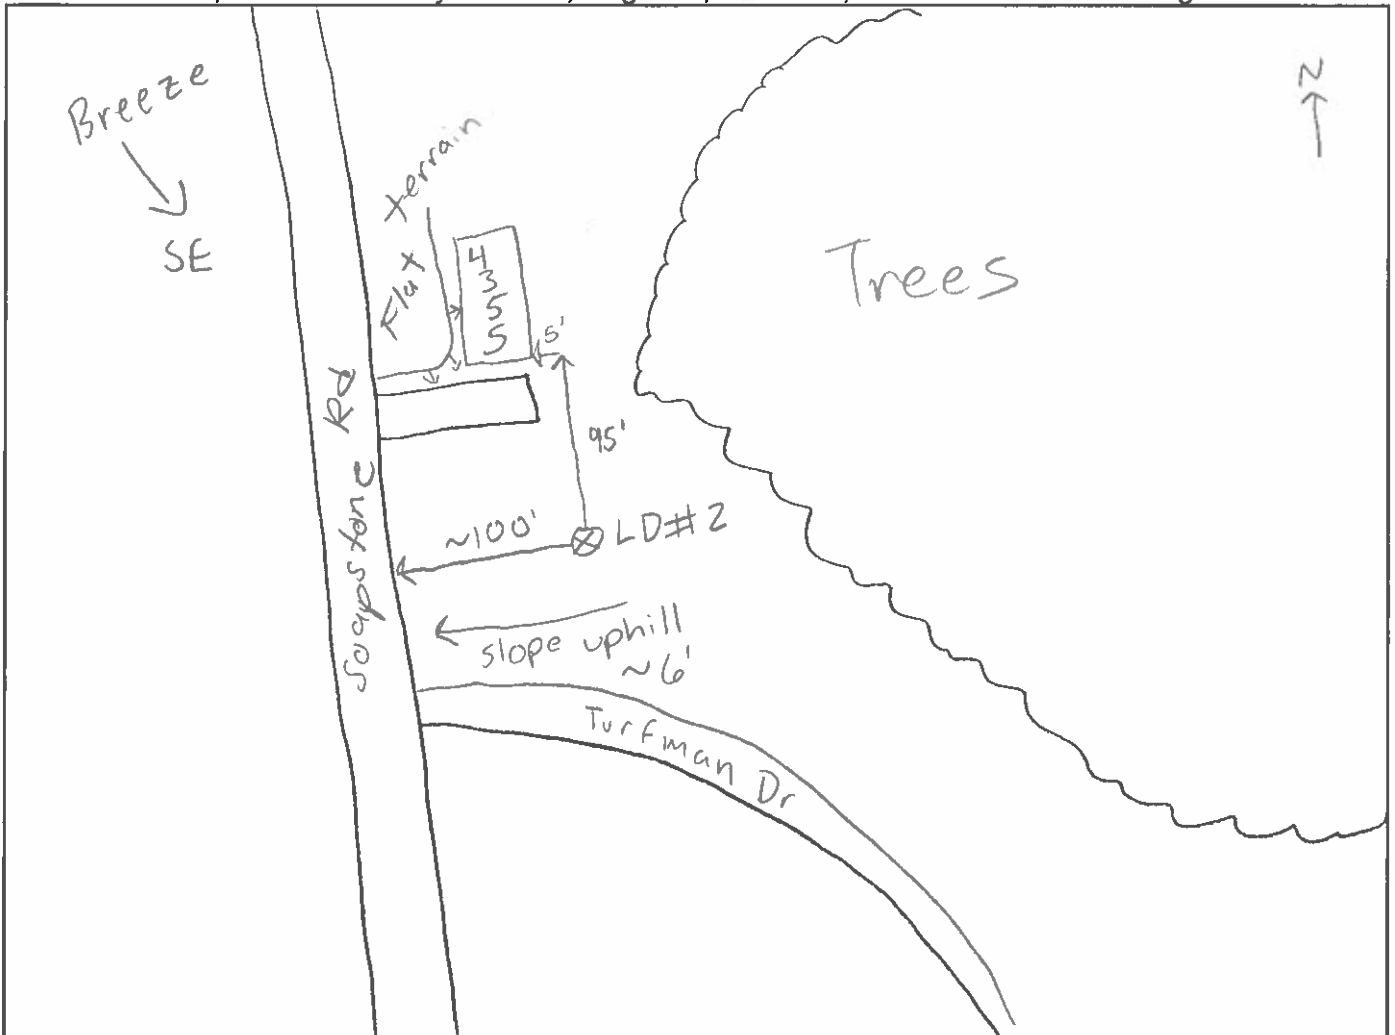 Breeze
SE
N
Flat terrain
4
3
5
5
5'
Trees
Soapstone Rd
95'
~100'
LD#2
slope uphill
~6'
Turfman Dr